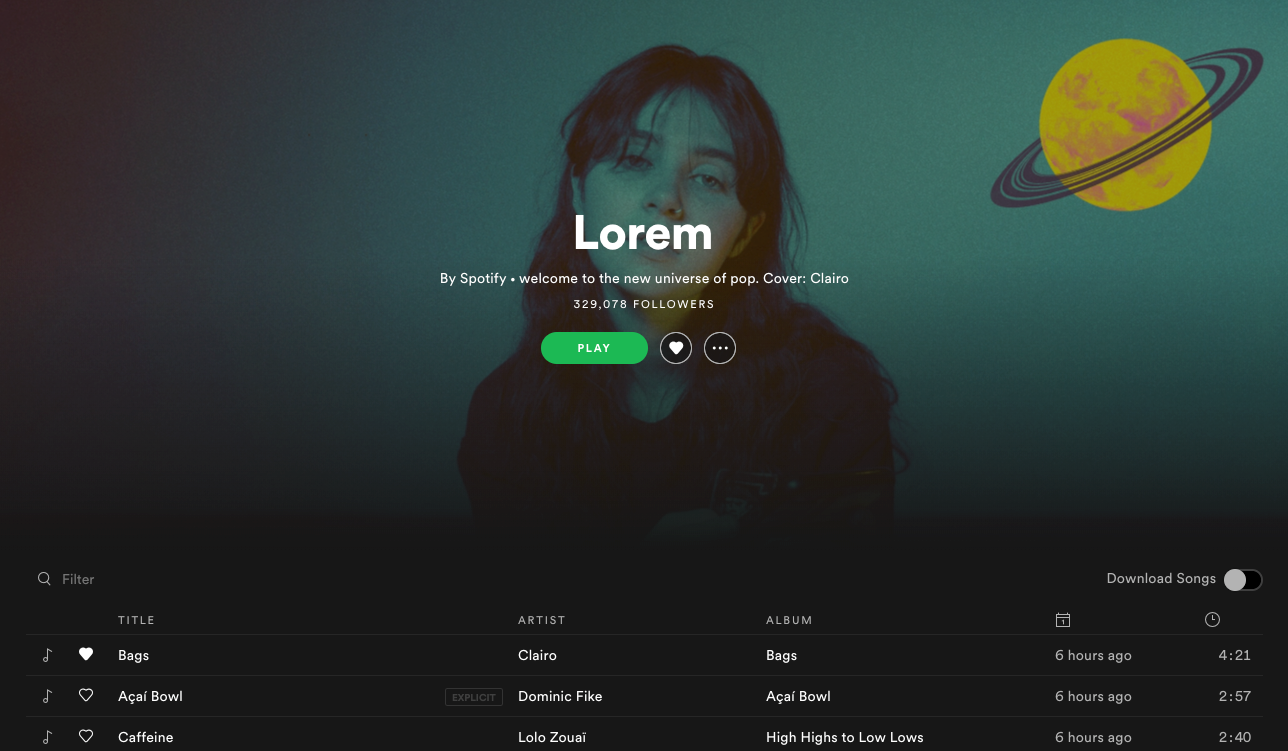 Lorem
By Spotify • welcome to the new universe of pop. Cover: Clairo
329,078 FOLLOWERS
PLAY
Filter
Download Songs
TITLE ARTIST ALBUM
Bags Clairo Bags 6 hours ago 4:21
Açaí Bowl EXPLICIT Dominic Fike Açaí Bowl 6 hours ago 2:57
Caffeine Lolo Zouaï High Highs to Low Lows 6 hours ago 2:40